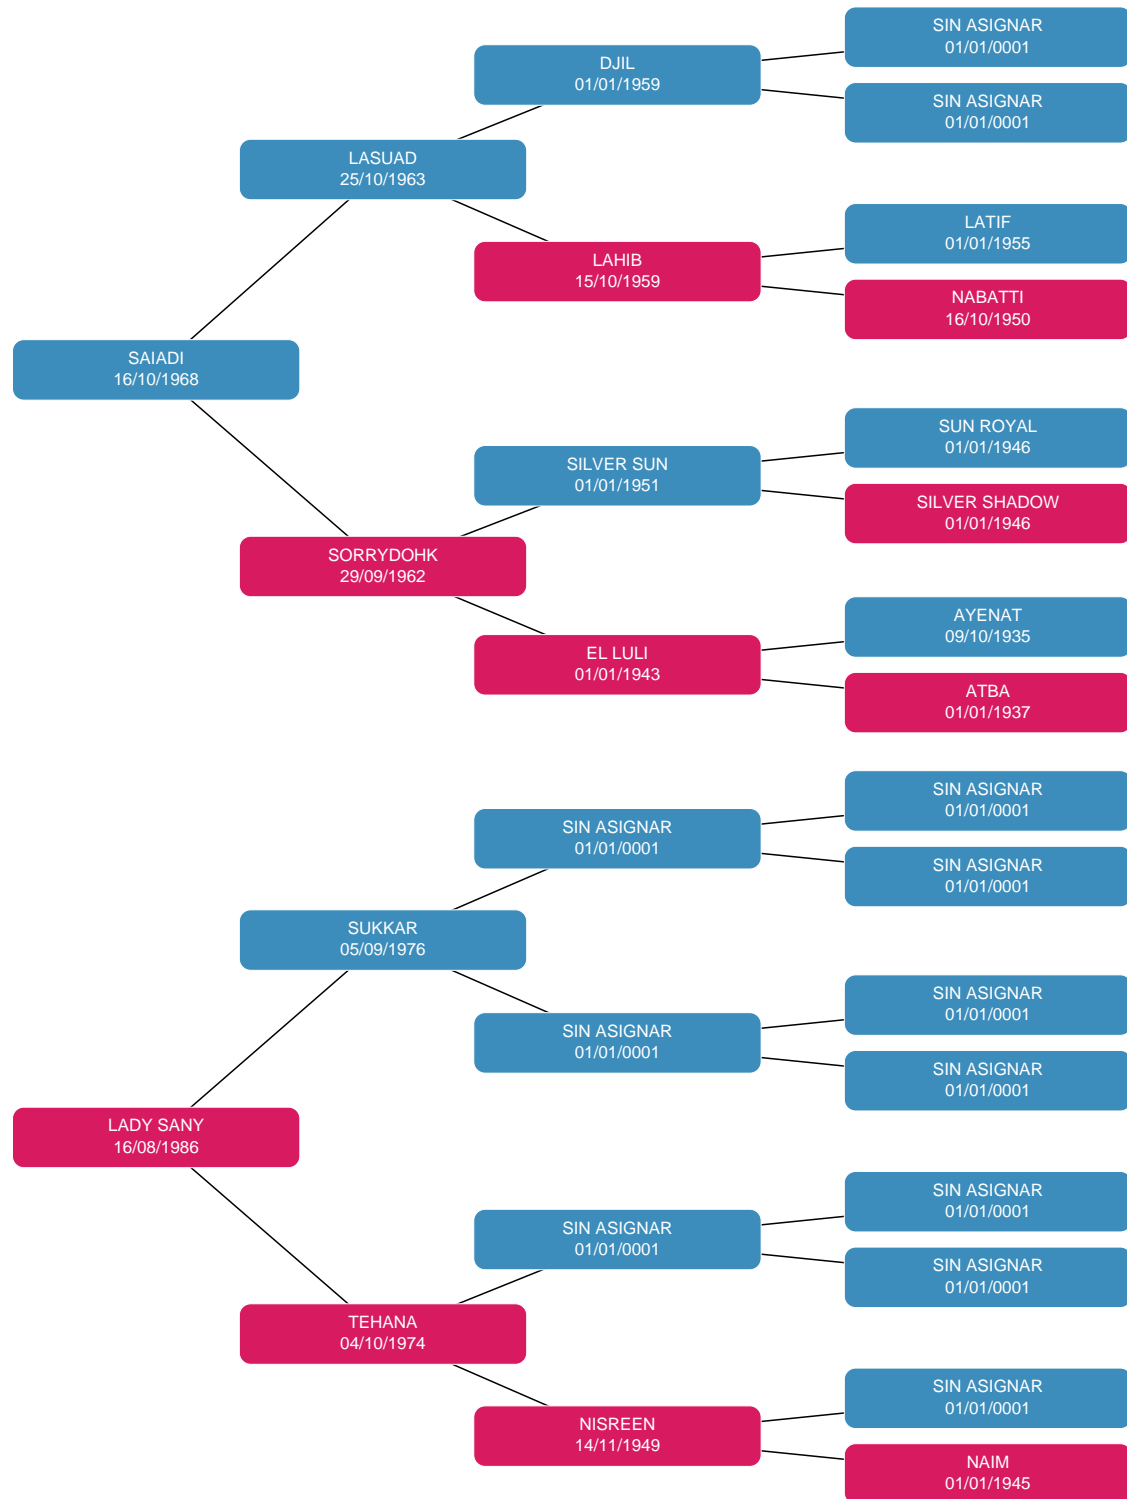 SIN ASIGNAR
01/01/0001
DJIL
01/01/1959
SIN ASIGNAR
01/01/0001
LASUAD
25/10/1963
LATIF
01/01/1955
LAHIB
15/10/1959
NABATTI
16/10/1950
SAIADI
16/10/1968
SUN ROYAL
01/01/1946
SILVER SUN
01/01/1951
SILVER SHADOW
01/01/1946
SORRYDOHK
29/09/1962
AYENAT
09/10/1935
EL LULI
01/01/1943
ATBA
01/01/1937
SIN ASIGNAR
01/01/0001
SIN ASIGNAR
01/01/0001
SIN ASIGNAR
01/01/0001
SUKKAR
05/09/1976
SIN ASIGNAR
01/01/0001
SIN ASIGNAR
01/01/0001
SIN ASIGNAR
01/01/0001
LADY SANY
16/08/1986
SIN ASIGNAR
01/01/0001
SIN ASIGNAR
01/01/0001
SIN ASIGNAR
01/01/0001
TEHANA
04/10/1974
SIN ASIGNAR
01/01/0001
NISREEN
14/11/1949
NAIM
01/01/1945